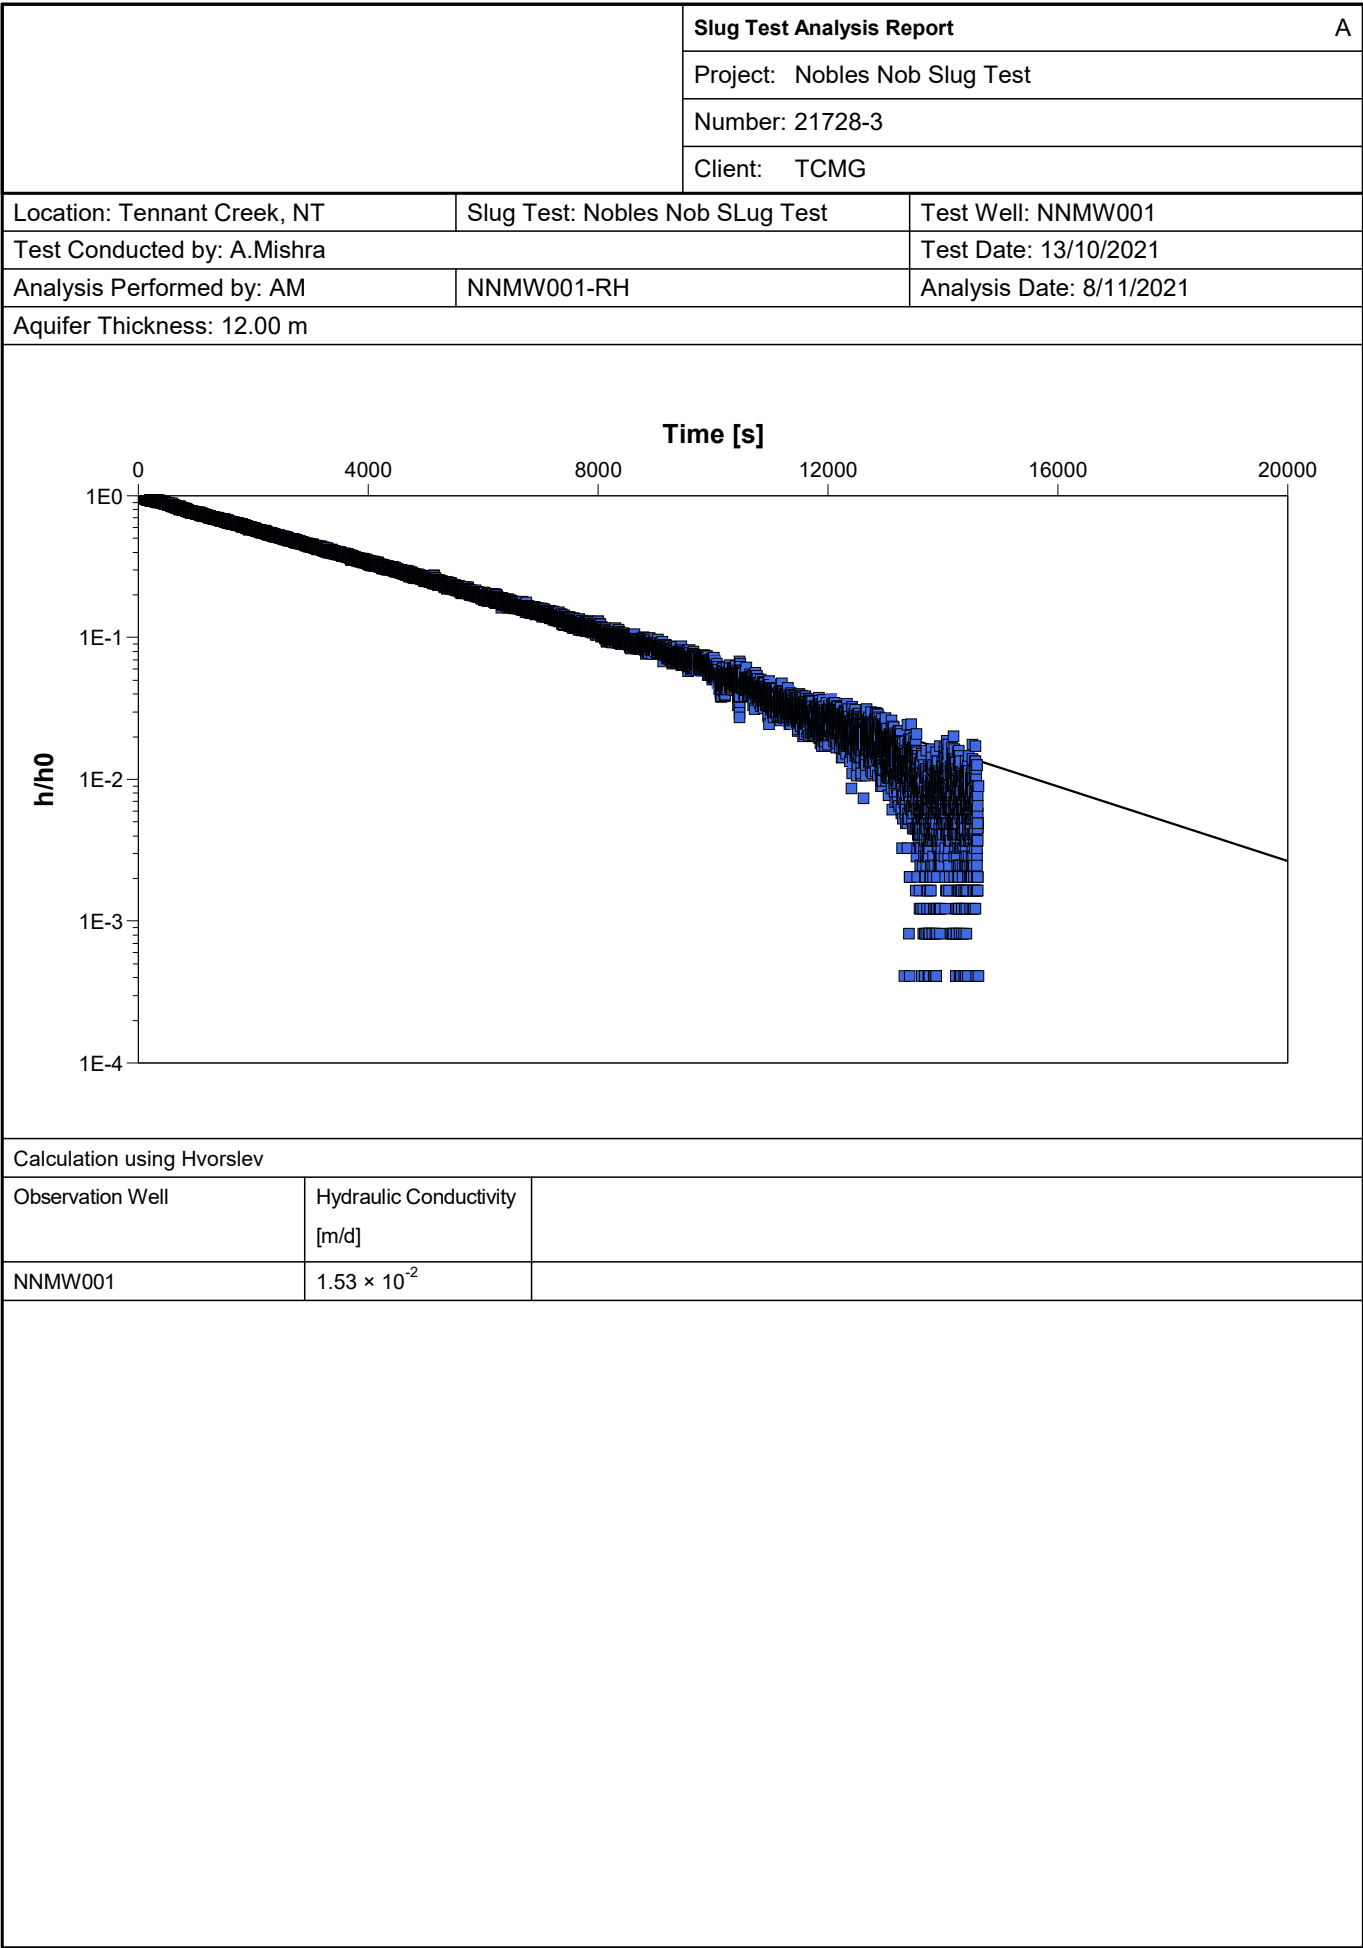 Slug Test Analysis Report A
Project: Nobles Nob Slug Test
Number: 21728-3
Client: TCMG
Location: Tennant Creek, NT Slug Test: Nobles Nob SLug Test Test Well: NNMW001
Test Conducted by: A.Mishra Test Date: 13/10/2021
Analysis Performed by: AM NNMW001-RH Analysis Date: 8/11/2021
Aquifer Thickness: 12.00 m
Time [s]
0 4000 8000 12000 16000 20000
1E0
1E-1
h/h0
1E-2
1E-3
1E-4
Calculation using Hvorslev
Observation Well Hydraulic Conductivity
[m/d]
NNMW001 1.53 × 10⁻²